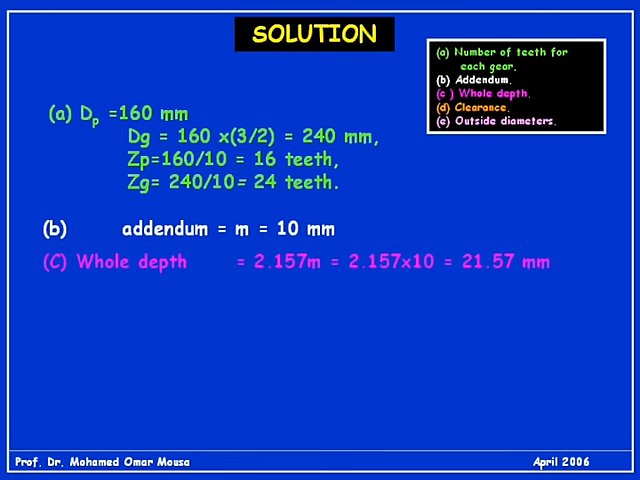 SOLUTION
(a) Number of teeth for
each gear.
(b) Addendum.
(c ) Whole depth.
(d) Clearance.
(e) Outside diameters.
(a) Dp =160 mm
Dg = 160 x(3/2) = 240 mm,
Zp=160/10 = 16 teeth,
Zg= 240/10= 24 teeth.
(b) addendum = m = 10 mm
(C) Whole depth = 2.157m = 2.157x10 = 21.57 mm
Prof. Dr. Mohamed Omar Mousa April 2006